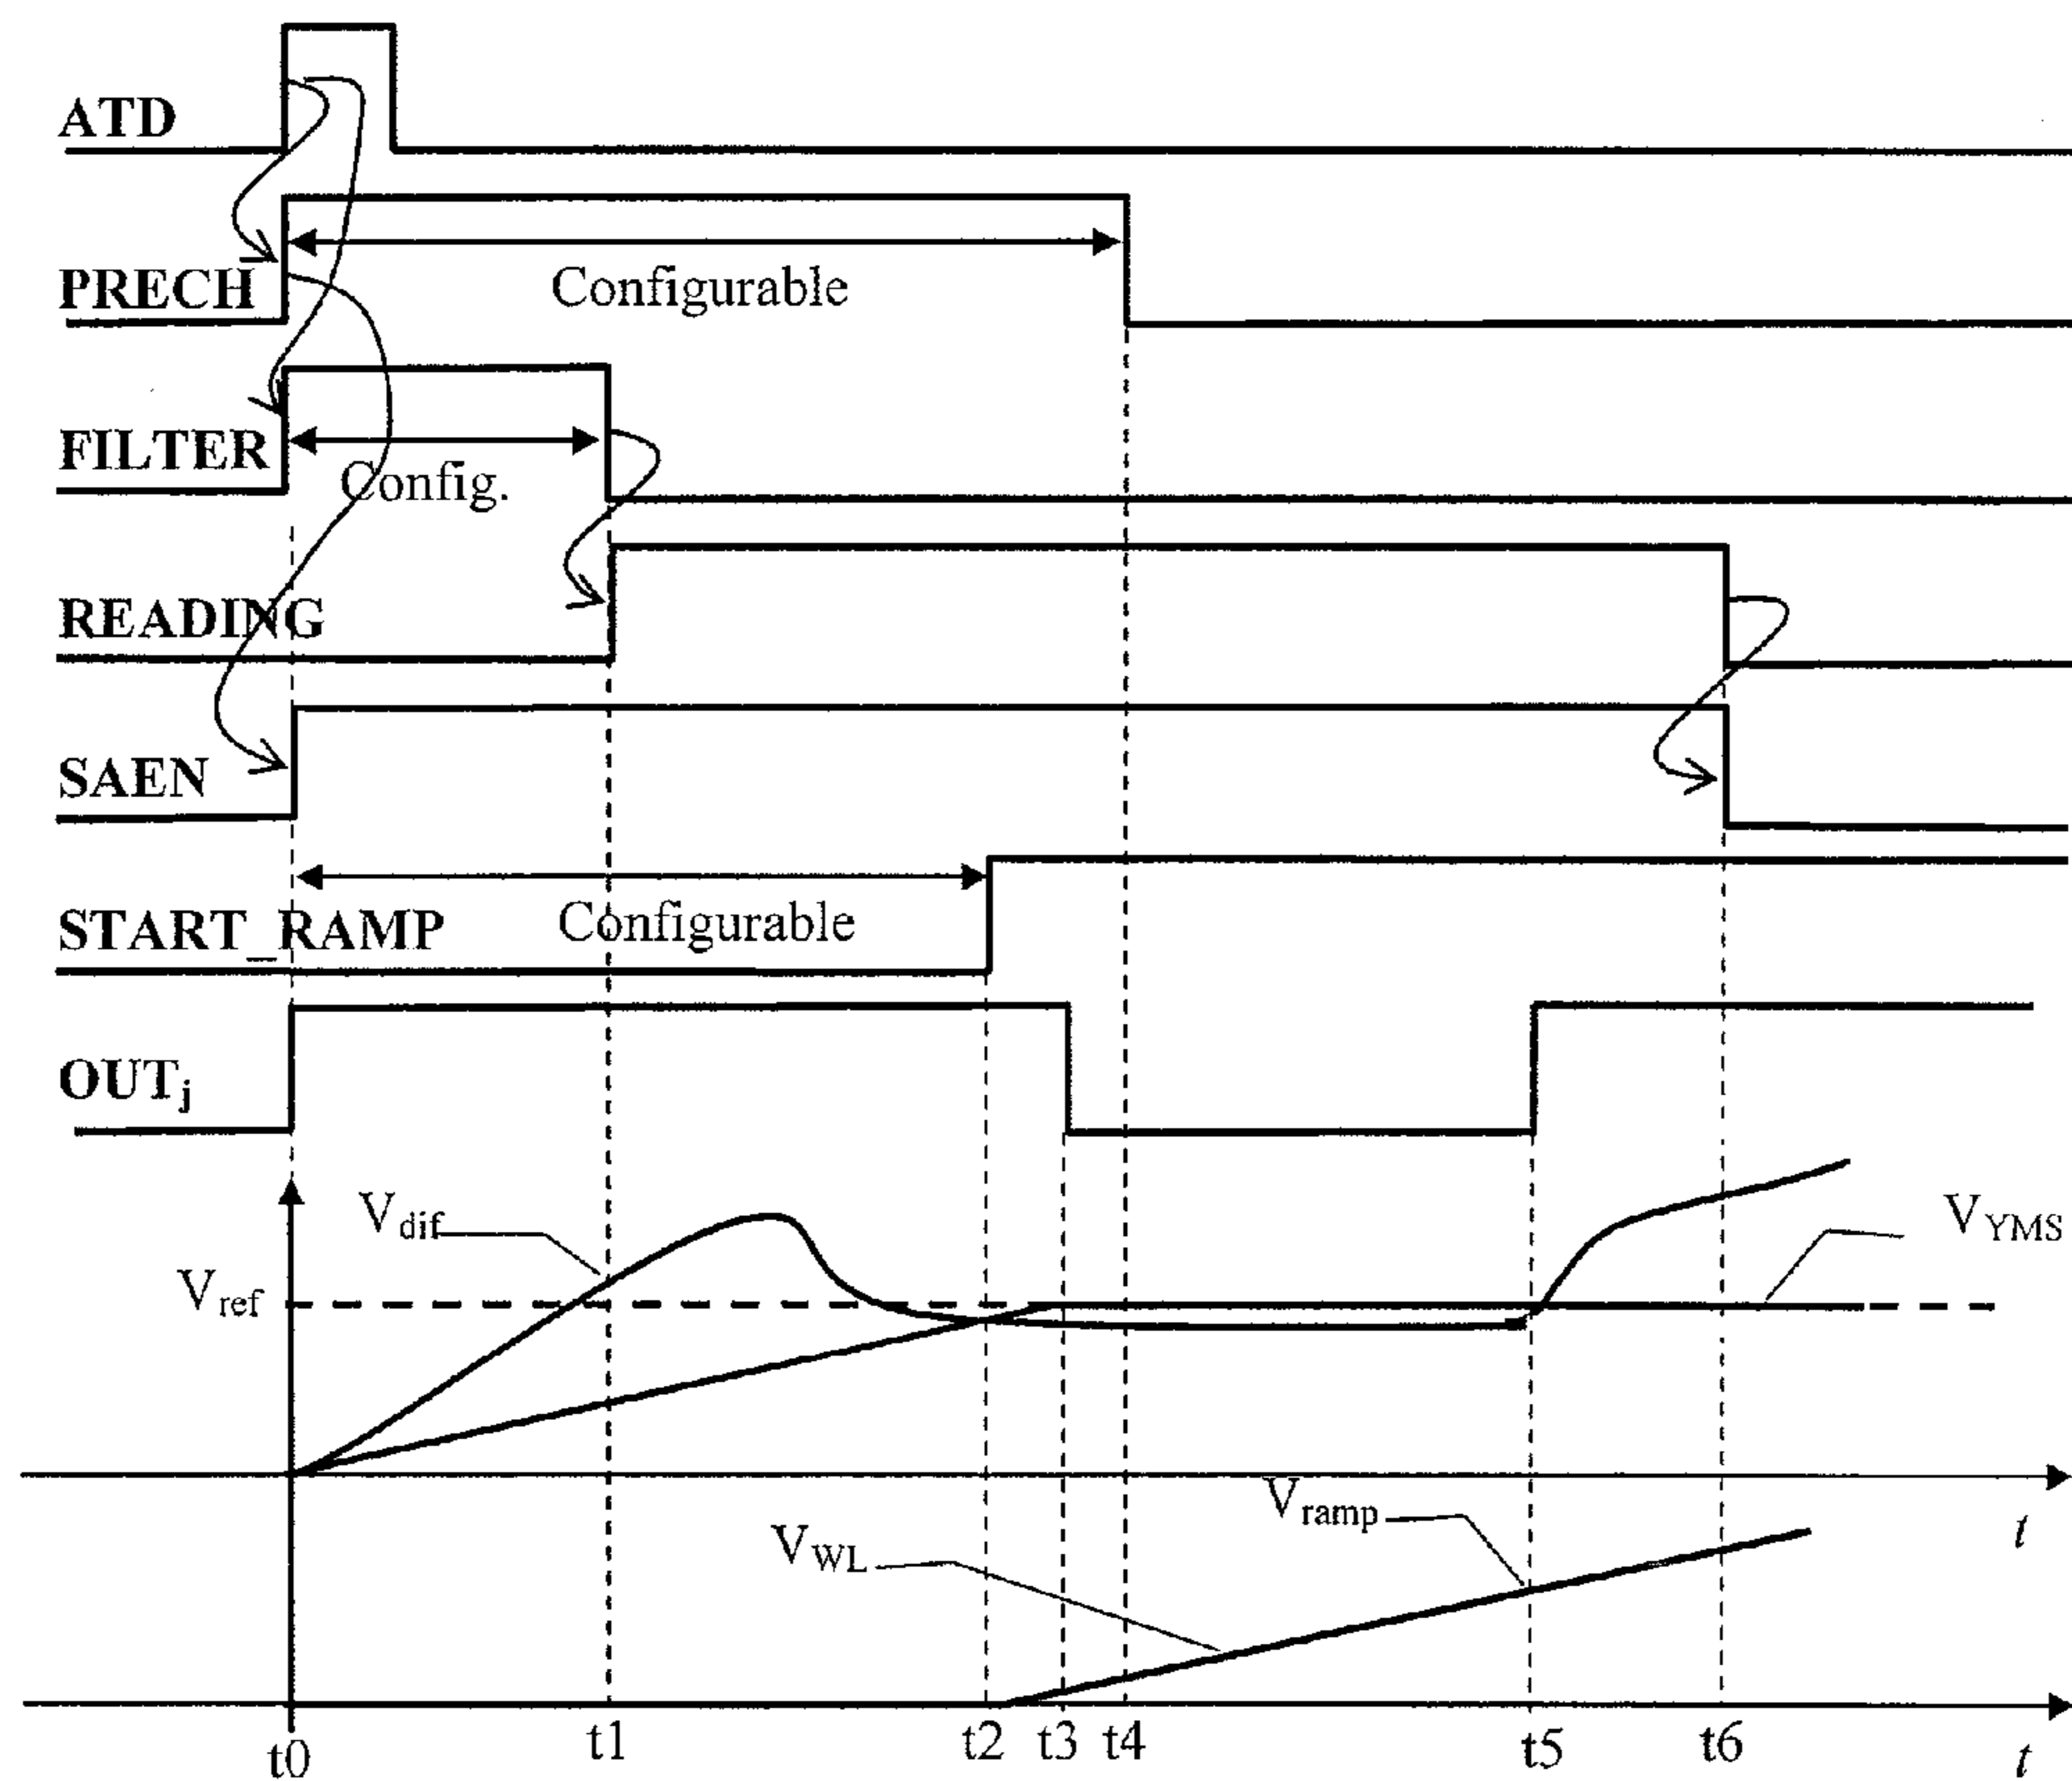 ATD
PRECH
Configurable
FILTER
Config.
READING
SAEN
START_RAMP
Configurable
OUTj
Vdif
VYMS
Vref
t
Vramp
VWL
t0
t1
t2
t3
t4
t5
t6
t